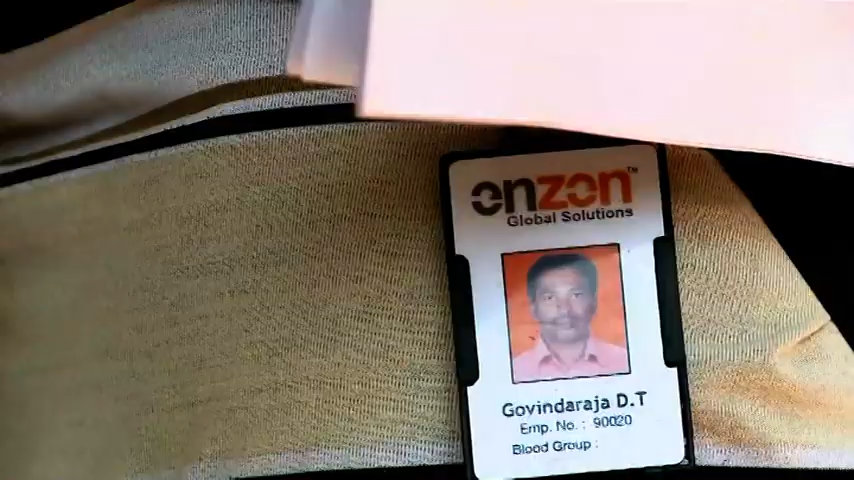 onzon™
Global Solutions
Govindaraja D.T
Emp. No. : 90020
Blood Group :